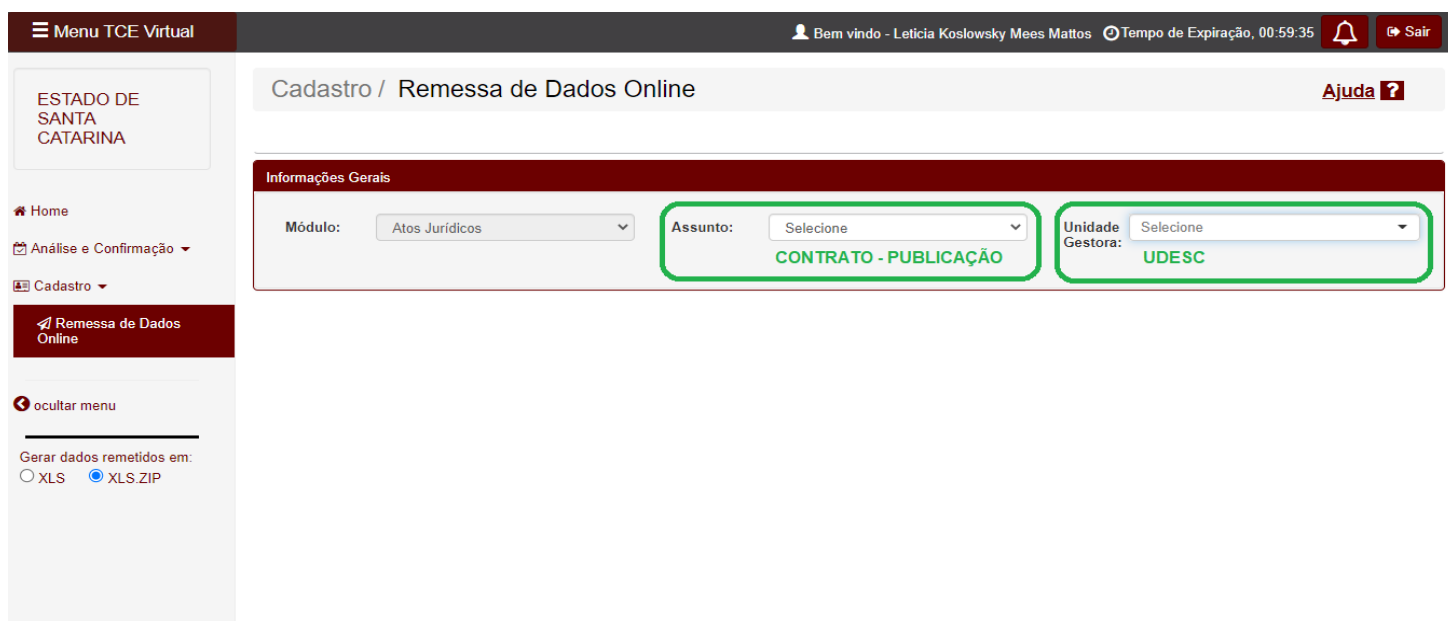 Menu TCE Virtual
Bem vindo - Leticia Koslowsky Mees Mattos Tempo de Expiração, 00:59:35 Sair
ESTADO DE
SANTA
CATARINA
Cadastro / Remessa de Dados Online
Ajuda ?
Informações Gerais
Módulo: Atos Jurídicos Assunto: Selecione Unidade Gestora: Selecione
CONTRATO - PUBLICAÇÃO UDESC
Home
Análise e Confirmação
Cadastro
Remessa de Dados
Online
ocultar menu
Gerar dados remetidos em:
XLS XLS.ZIP